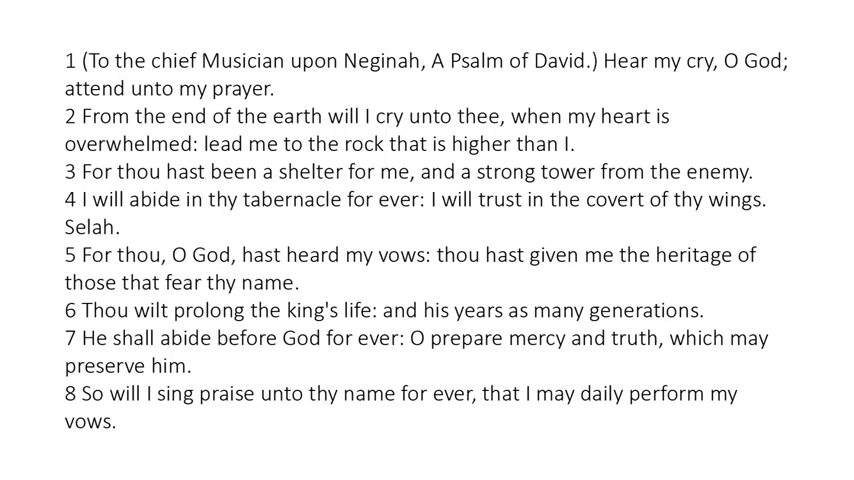 1 (To the chief Musician upon Neginah, A Psalm of David.) Hear my cry, O God;
attend unto my prayer.
2 From the end of the earth will I cry unto thee, when my heart is
overwhelmed: lead me to the rock that is higher than I.
3 For thou hast been a shelter for me, and a strong tower from the enemy.
4 I will abide in thy tabernacle for ever: I will trust in the covert of thy wings.
Selah.
5 For thou, O God, hast heard my vows: thou hast given me the heritage of
those that fear thy name.
6 Thou wilt prolong the king's life: and his years as many generations.
7 He shall abide before God for ever: O prepare mercy and truth, which may
preserve him.
8 So will I sing praise unto thy name for ever, that I may daily perform my
vows.